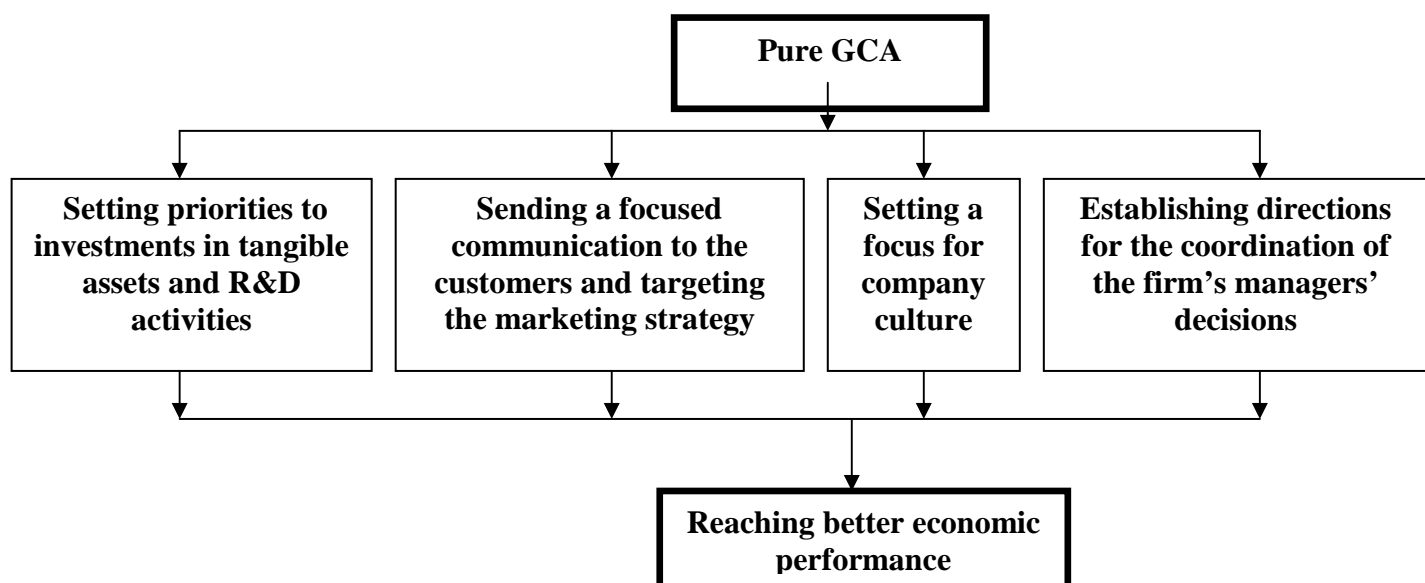 Pure GCA
Setting priorities to
investments in tangible
assets and R&D
activities
Sending a focused
communication to the
customers and targeting
the marketing strategy
Setting a
focus for
company
culture
Establishing directions
for the coordination of
the firm’s managers’
decisions
Reaching better economic
performance